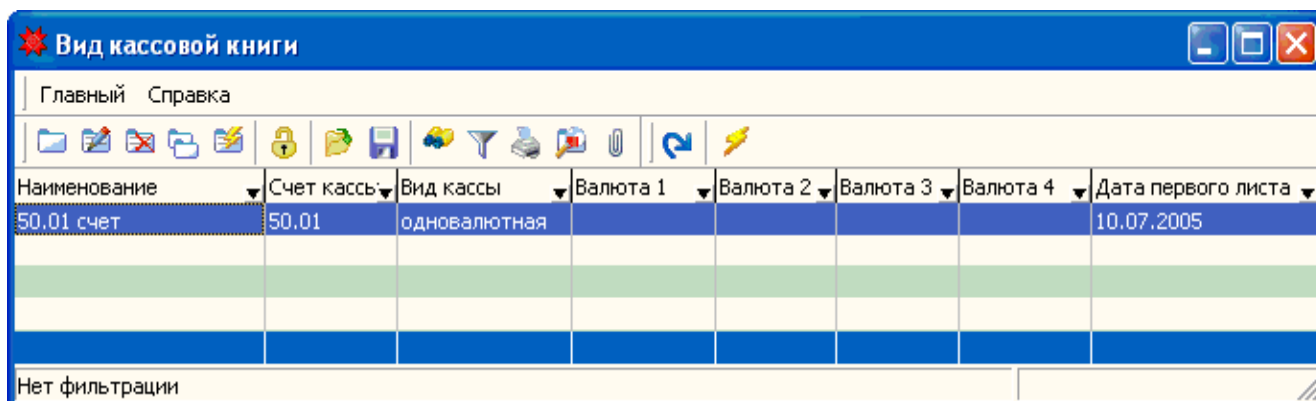 Вид кассовой книги
Главный Справка
Наименование Счет кассы Вид кассы Валюта 1 Валюта 2 Валюта 3 Валюта 4 Дата первого листа
50.01 счет 50.01 одновалютная 10.07.2005
Нет фильтрации